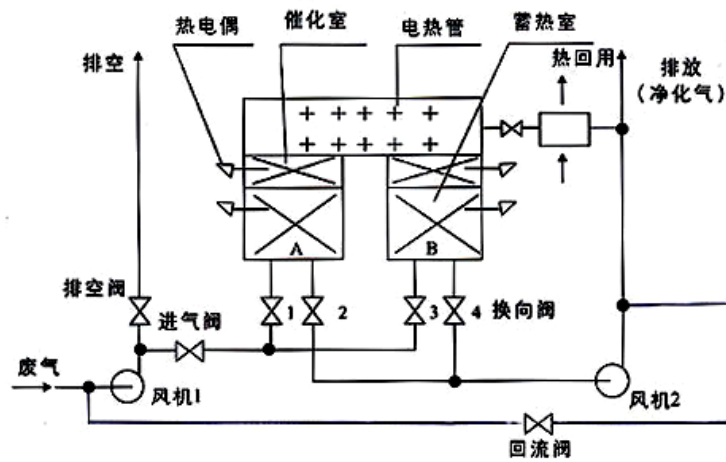 热电偶
催化室
电热管
蓄热室
排空
热回用
排放
(净化气)
A
B
排空阀
进气阀
1
2
3
4
换向阀
废气
风机1
风机2
回流阀